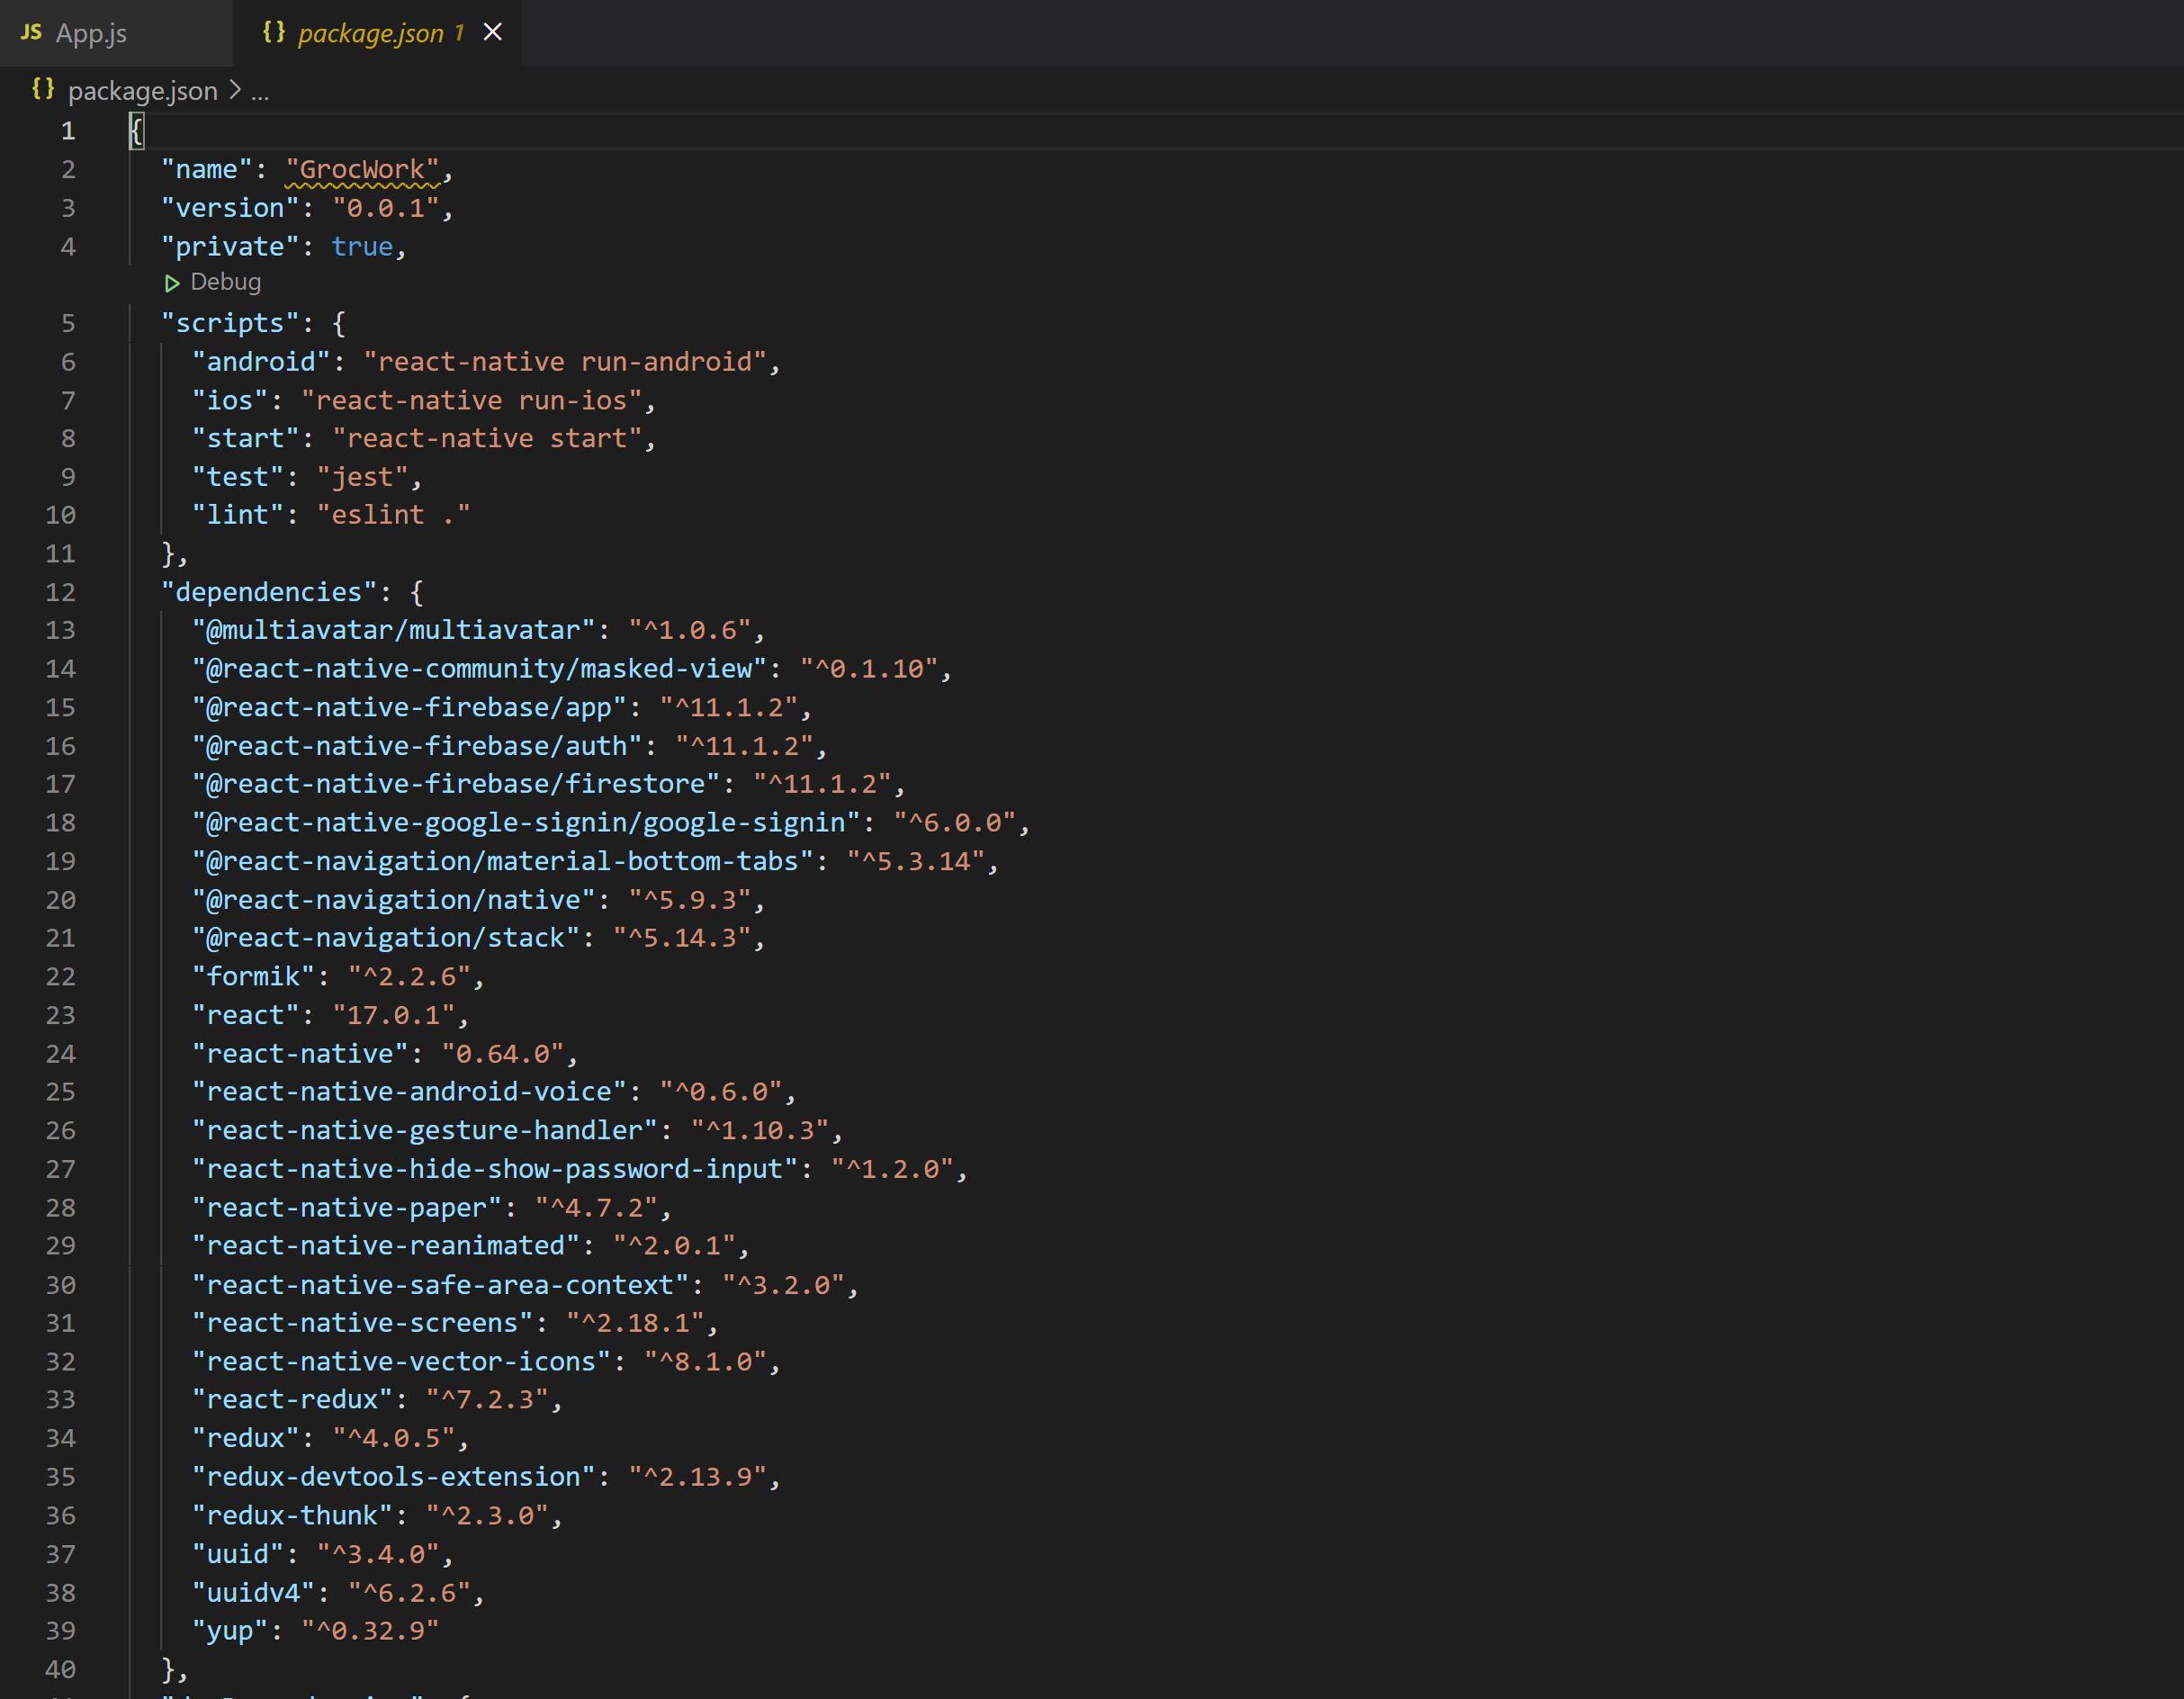 JS App.js {} package.json 1
{} package.json > ...
1 {
2 "name": "GrocWork",
3 "version": "0.0.1",
4 "private": true,
Debug
5 "scripts": {
6 "android": "react-native run-android",
7 "ios": "react-native run-ios",
8 "start": "react-native start",
9 "test": "jest",
10 "lint": "eslint ."
11 },
12 "dependencies": {
13 "@multiavatar/multiavatar": "^1.0.6",
14 "@react-native-community/masked-view": "^0.1.10",
15 "@react-native-firebase/app": "^11.1.2",
16 "@react-native-firebase/auth": "^11.1.2",
17 "@react-native-firebase/firestore": "^11.1.2",
18 "@react-native-google-signin/google-signin": "^6.0.0",
19 "@react-navigation/material-bottom-tabs": "^5.3.14",
20 "@react-navigation/native": "^5.9.3",
21 "@react-navigation/stack": "^5.14.3",
22 "formik": "^2.2.6",
23 "react": "17.0.1",
24 "react-native": "0.64.0",
25 "react-native-android-voice": "^0.6.0",
26 "react-native-gesture-handler": "^1.10.3",
27 "react-native-hide-show-password-input": "^1.2.0",
28 "react-native-paper": "^4.7.2",
29 "react-native-reanimated": "^2.0.1",
30 "react-native-safe-area-context": "^3.2.0",
31 "react-native-screens": "^2.18.1",
32 "react-native-vector-icons": "^8.1.0",
33 "react-redux": "^7.2.3",
34 "redux": "^4.0.5",
35 "redux-devtools-extension": "^2.13.9",
36 "redux-thunk": "^2.3.0",
37 "uuid": "^3.4.0",
38 "uuidv4": "^6.2.6",
39 "yup": "^0.32.9"
40 },